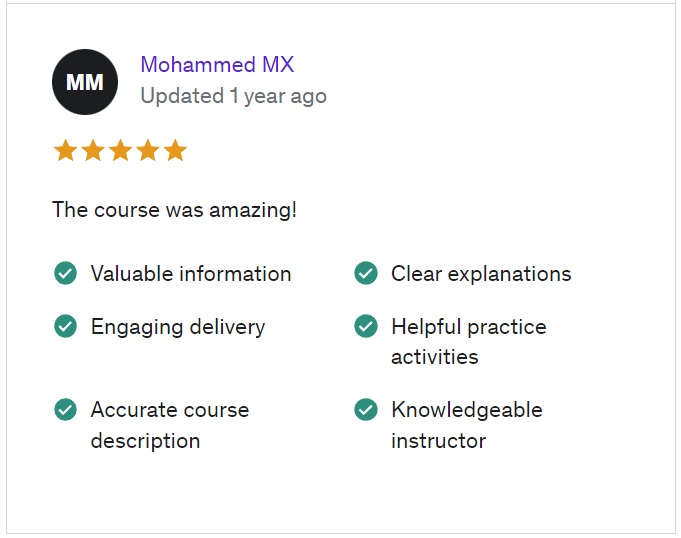 MM
Mohammed MX
Updated 1 year ago
The course was amazing!
Valuable information
Clear explanations
Engaging delivery
Helpful practice
activities
Accurate course
description
Knowledgeable
instructor